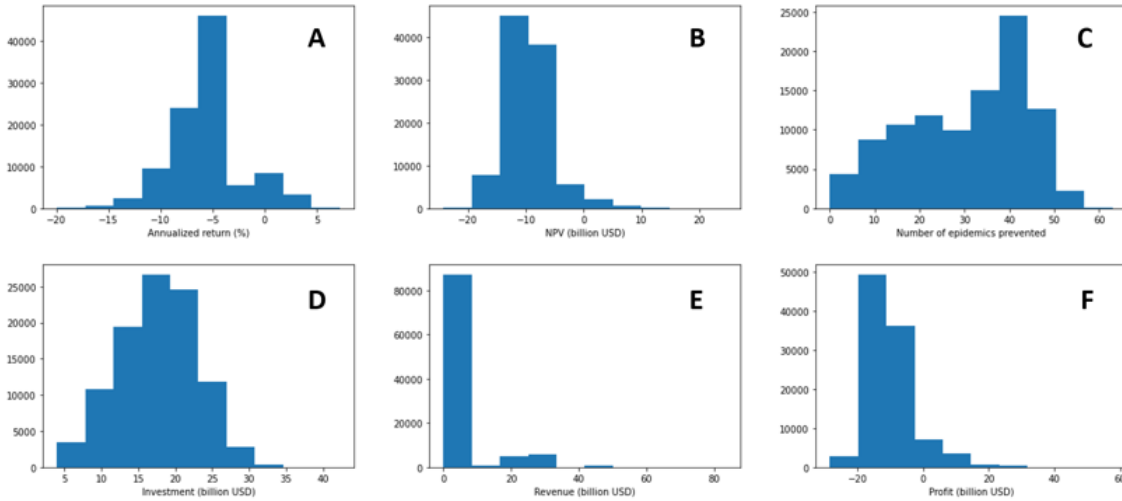 A
40000
30000
20000
10000
0
−20 −15 −10 −5 0 5
Annualized return (%)
B
40000
30000
20000
10000
0
−20 −10 0 10 20
NPV (billion USD)
C
25000
20000
15000
10000
5000
0
0 10 20 30 40 50 60
Number of epidemics prevented
D
25000
20000
15000
10000
5000
0
5 10 15 20 25 30 35 40
Investment (billion USD)
E
80000
60000
40000
20000
0
0 20 40 60 80
Revenue (billion USD)
F
50000
40000
30000
20000
10000
0
−20 0 20 40 60
Profit (billion USD)